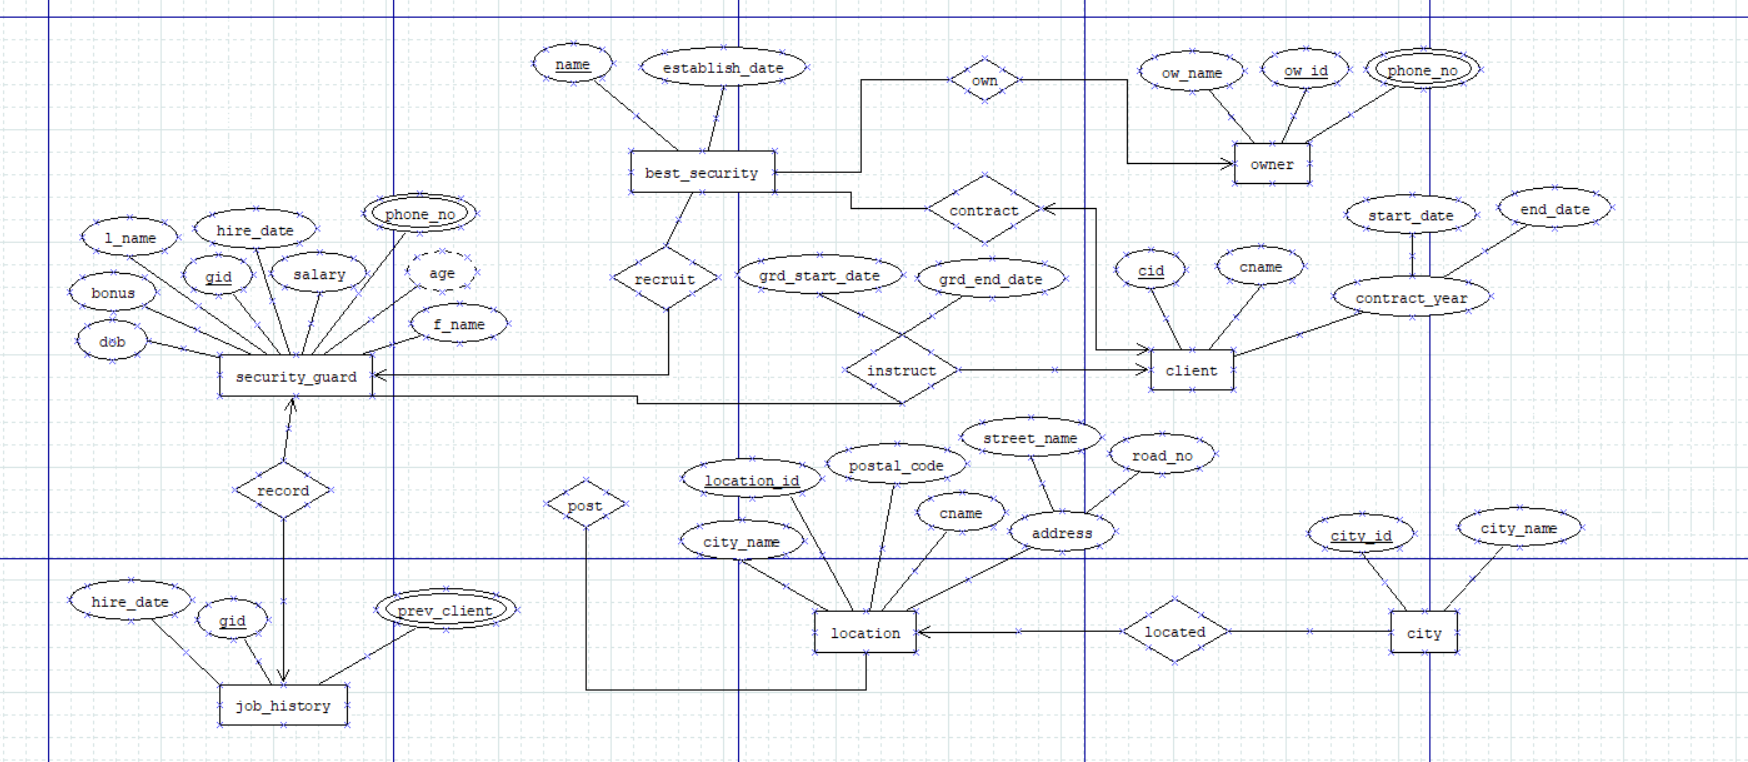 name
establish_date
own
ow_name
ow_id
phone_no
best_security
owner
contract
start_date
end_date
l_name
hire_date
phone_no
gid
salary
age
bonus
f_name
dob
security_guard
recruit
grd_start_date
grd_end_date
cid
cname
contract_year
instruct
client
record
post
location_id
postal_code
street_name
road_no
city_name
cname
address
city_id
city_name
hire_date
gid
prev_client
location
located
city
job_history